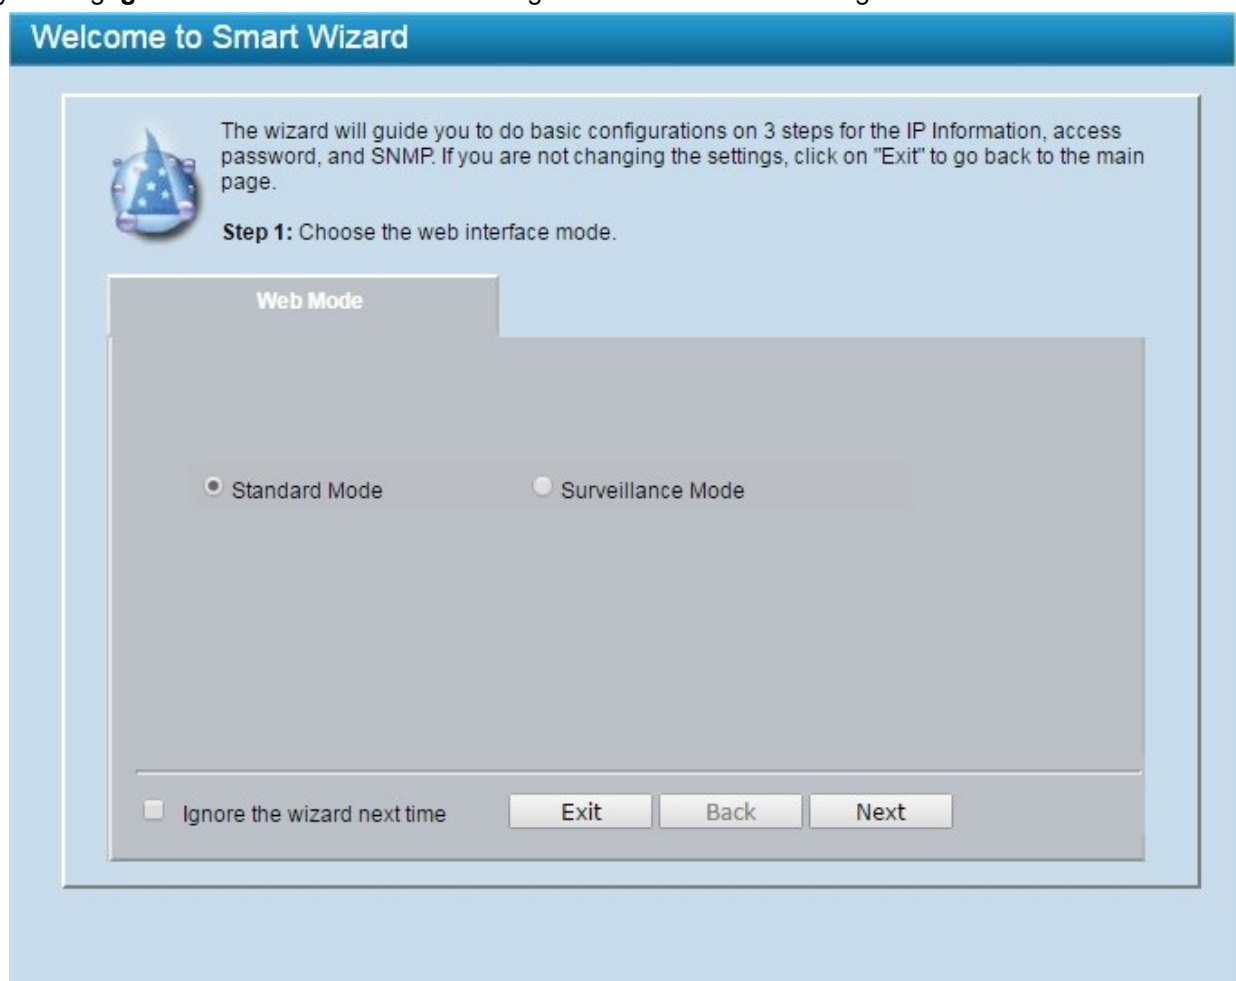 Welcome to Smart Wizard
The wizard will guide you to do basic configurations on 3 steps for the IP Information, access
password, and SNMP. If you are not changing the settings, click on "Exit" to go back to the main
page.
Step 1: Choose the web interface mode.
Web Mode
Standard Mode Surveillance Mode
Ignore the wizard next time Exit Back Next